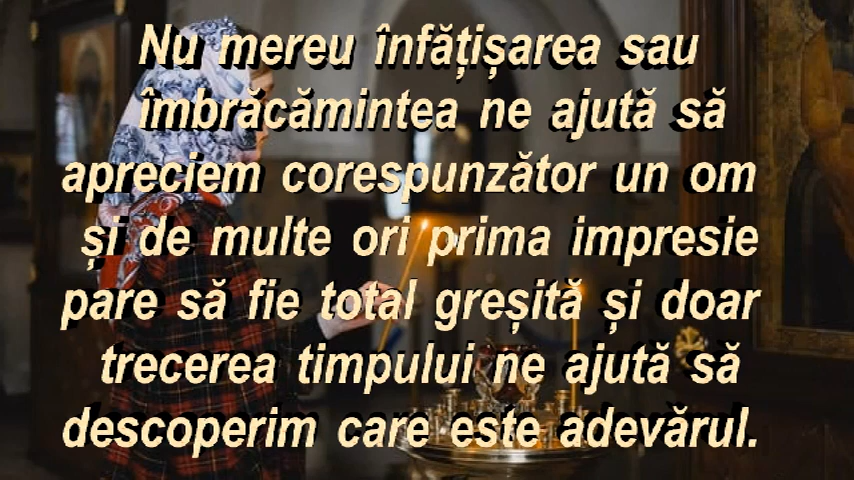 Nu mereu înfățișarea sau
îmbrăcămintea ne ajută să
apreciem corespunzător un om
și de multe ori prima impresie
pare să fie total greșită și doar
trecerea timpului ne ajută să
descoperim care este adevărul.